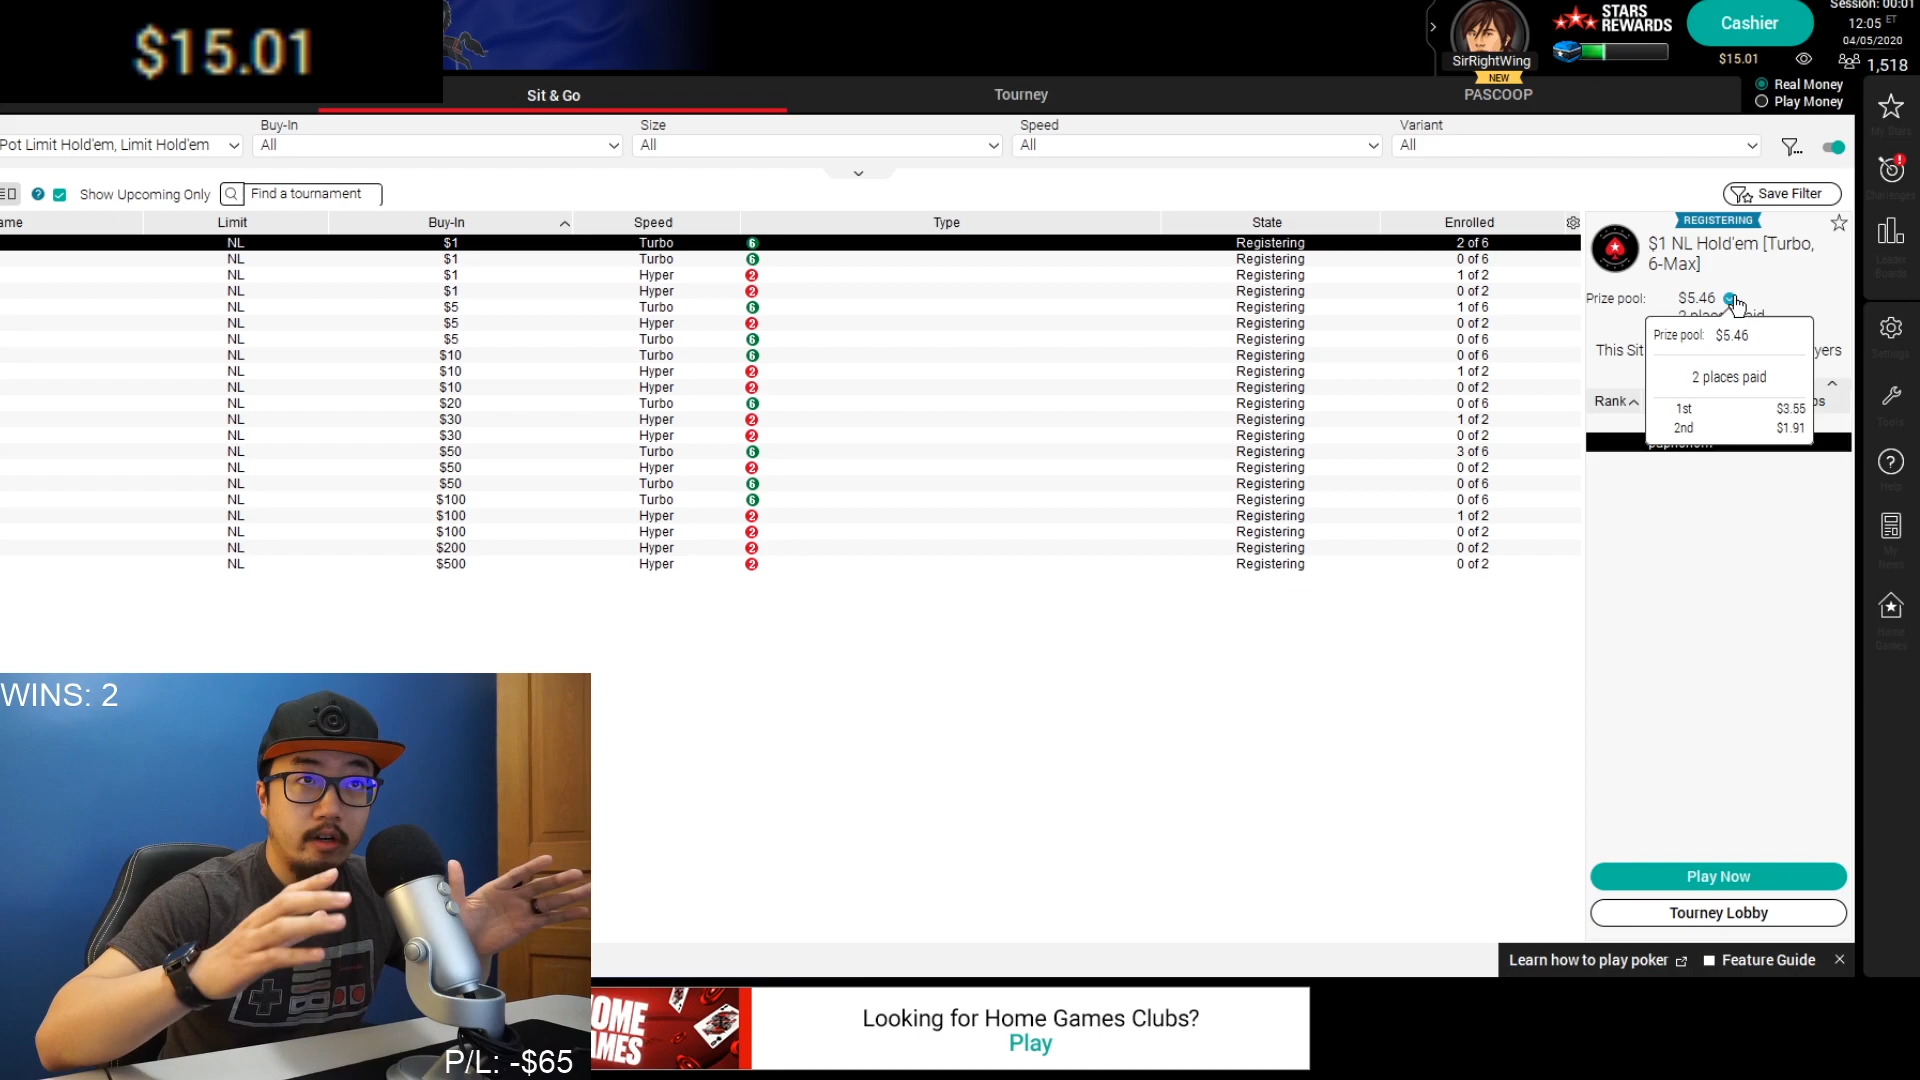 $15.01
STARS
REWARDS
Cashier
$15.01
Session: 00:01
12:05 ET
04/05/2020
1,518
SirRightWing
NEW
Sit & Go
Tourney
PASCOOP
Real Money
Play Money
Pot Limit Hold'em, Limit Hold'em
Buy-In
All
Size
All
Speed
All
Variant
All
Show Upcoming Only
Find a tournament
Save Filter
ame Limit Buy-In Speed Type State Enrolled
NL $1 Turbo 6 Registering 2 of 6
NL $1 Turbo 6 Registering 0 of 6
NL $1 Hyper 2 Registering 1 of 2
NL $1 Hyper 2 Registering 0 of 2
NL $5 Turbo 6 Registering 1 of 6
NL $5 Hyper 2 Registering 0 of 2
NL $5 Turbo 6 Registering 0 of 6
NL $10 Turbo 6 Registering 0 of 6
NL $10 Hyper 2 Registering 1 of 2
NL $10 Hyper 2 Registering 0 of 2
NL $20 Turbo 6 Registering 0 of 6
NL $30 Hyper 2 Registering 1 of 2
NL $30 Hyper 2 Registering 0 of 2
NL $50 Turbo 6 Registering 3 of 6
NL $50 Hyper 2 Registering 0 of 2
NL $50 Turbo 6 Registering 0 of 6
NL $100 Turbo 6 Registering 0 of 6
NL $100 Hyper 2 Registering 1 of 2
NL $100 Hyper 2 Registering 0 of 2
NL $200 Hyper 2 Registering 0 of 2
NL $500 Hyper 2 Registering 0 of 2
REGISTERING
$1 NL Hold'em [Turbo,
6-Max]
Prize pool: $5.46
Prize pool: $5.46
2 places paid
1st $3.55
2nd $1.91
This Sit
yers
Rank
Play Now
Tourney Lobby
Learn how to play poker
Feature Guide
My Stars
Challenges
Leader
Boards
Settings
Tools
Help
My
News
Home
Games
WINS: 2
P/L: -$65
Looking for Home Games Clubs?
Play